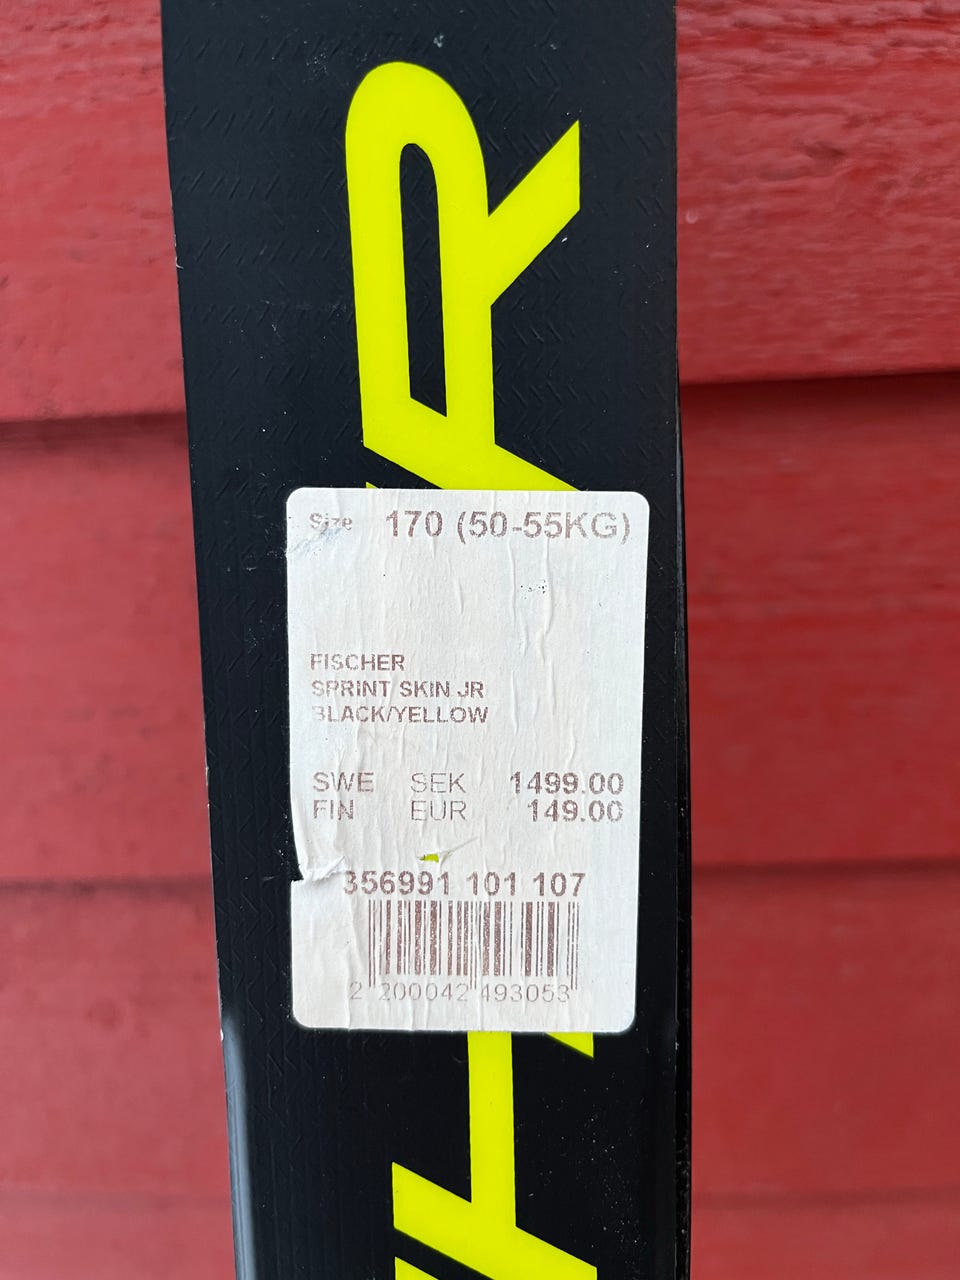 Size 170 (50-55KG)
FISCHER
SPRINT SKIN JR
BLACK/YELLOW
SWE SEK 1499.00
FIN EUR 149.00
356991 101 107
2 200042 493053